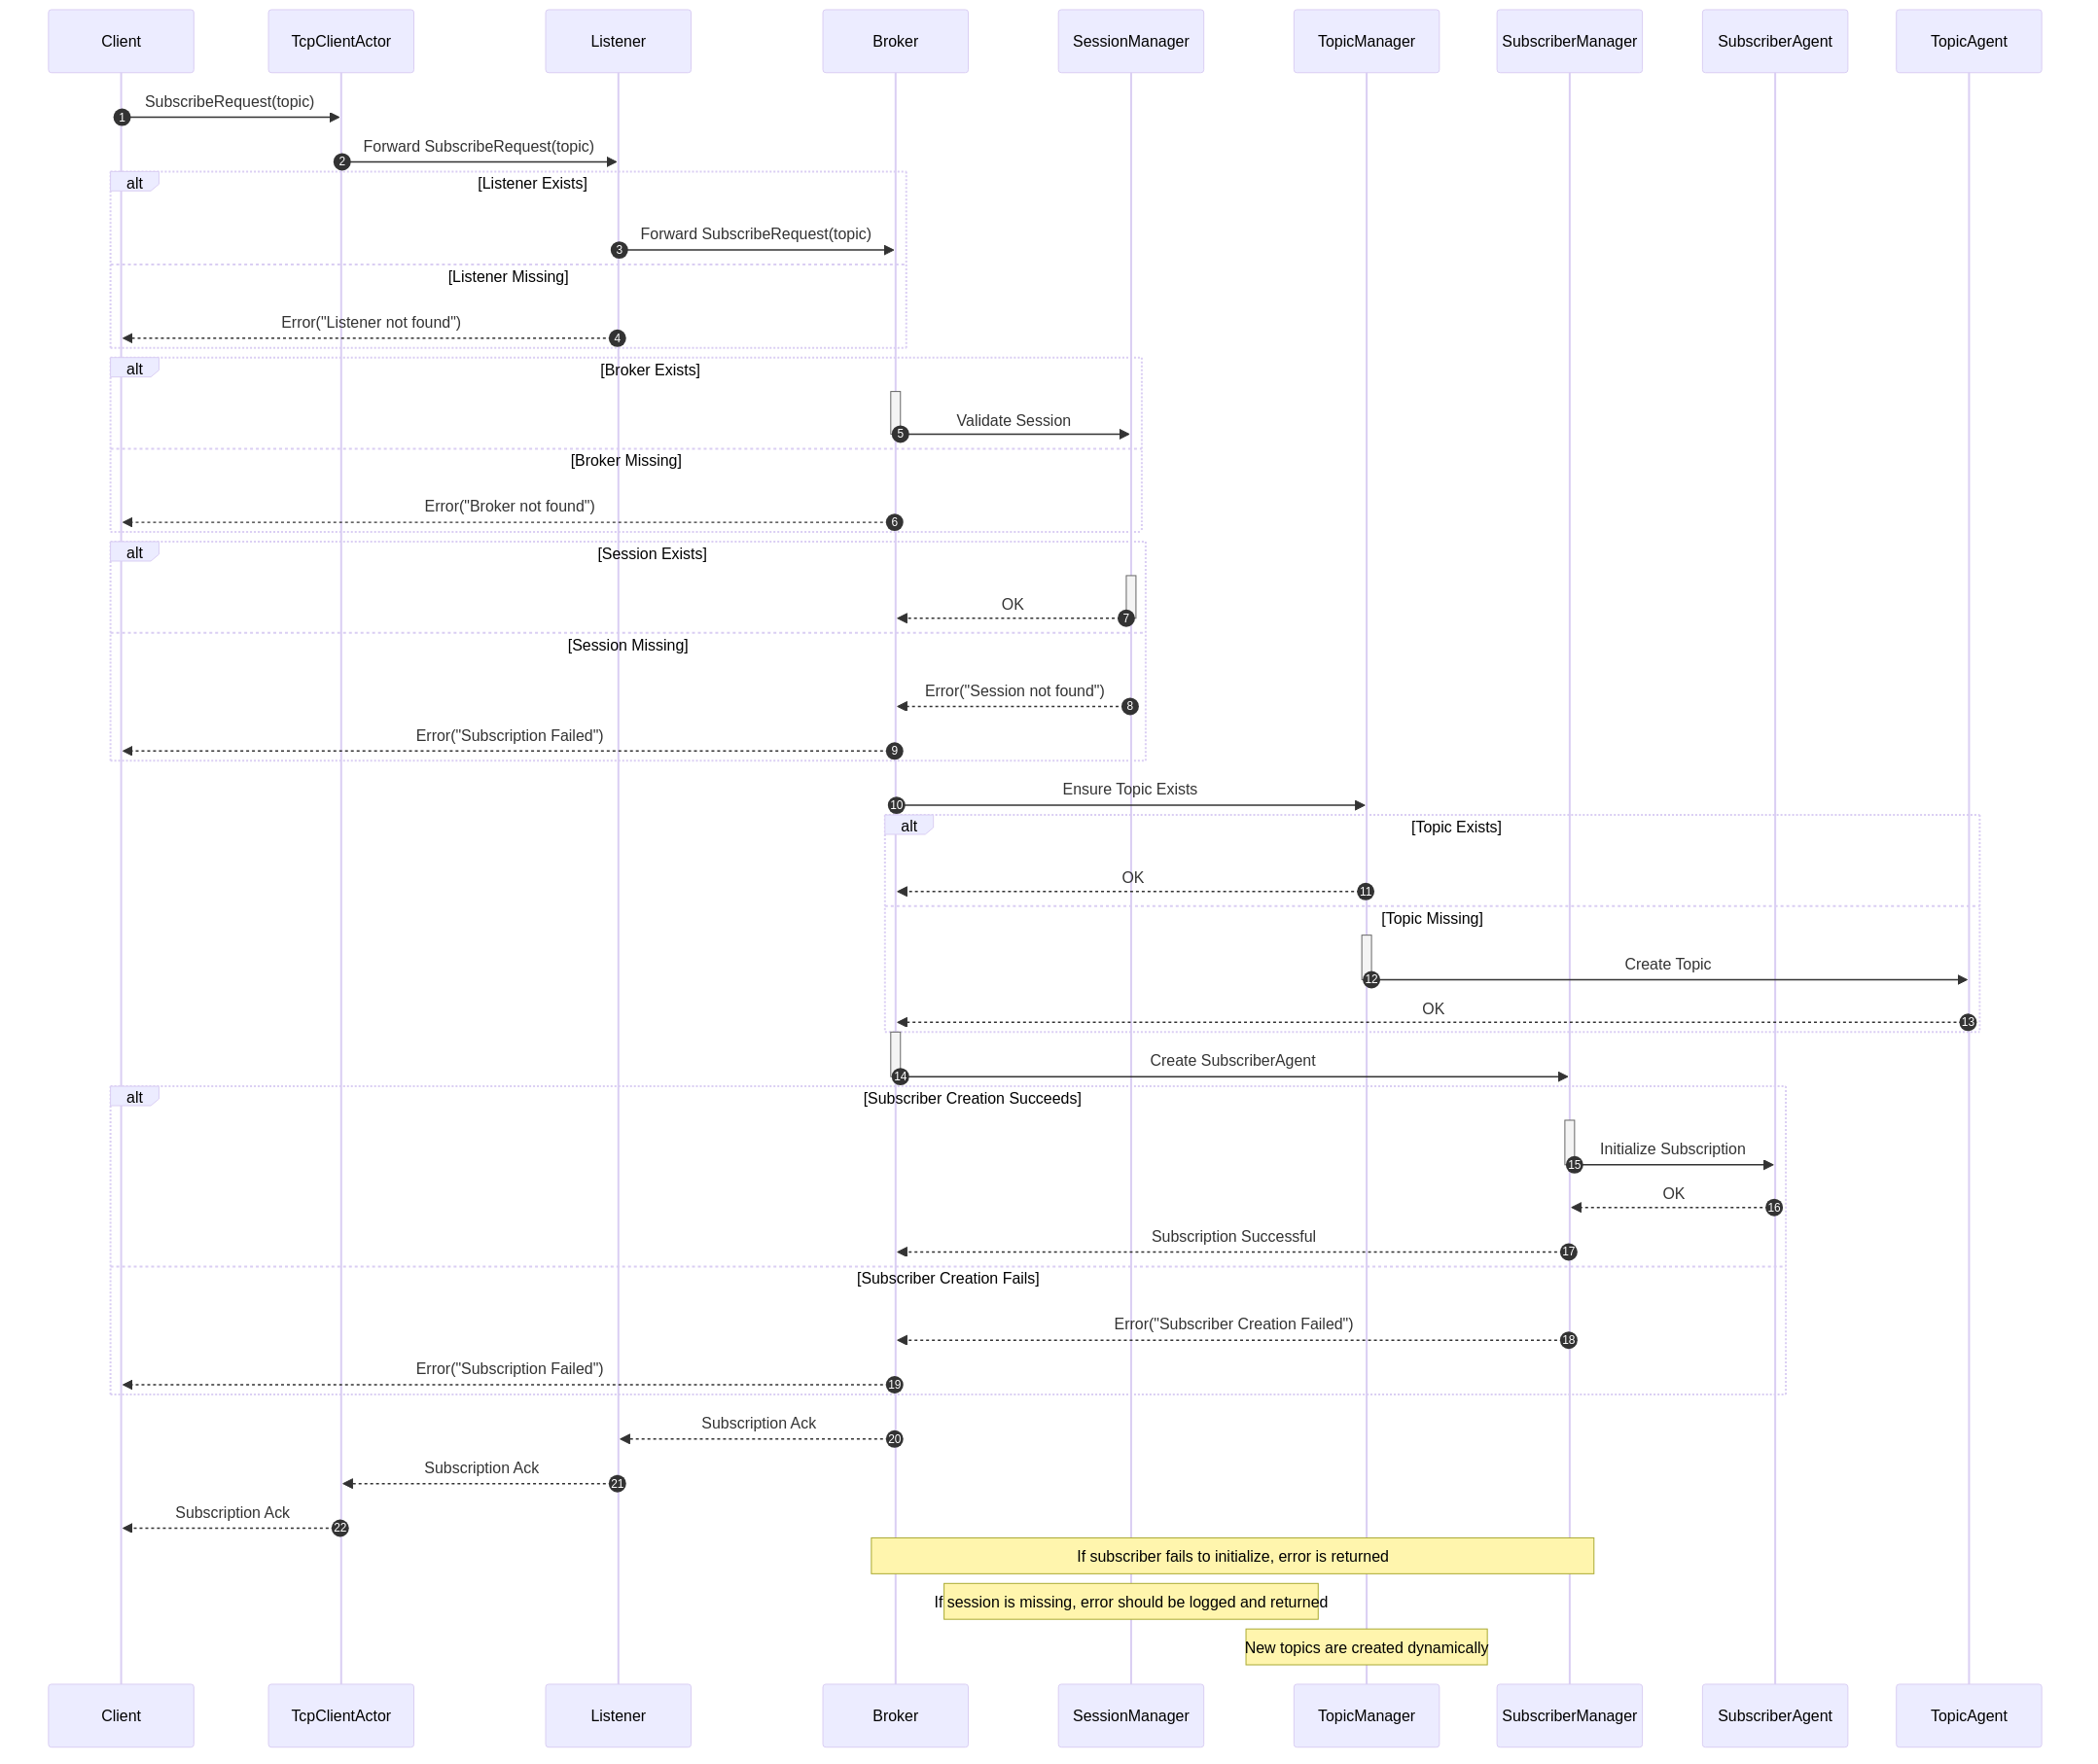 Client
TcpClientActor
Listener
Broker
SessionManager
TopicManager
SubscriberManager
SubscriberAgent
TopicAgent
SubscribeRequest(topic)
1
Forward SubscribeRequest(topic)
2
alt
[Listener Exists]
Forward SubscribeRequest(topic)
3
[Listener Missing]
Error("Listener not found")
4
alt
[Broker Exists]
Validate Session
5
[Broker Missing]
Error("Broker not found")
6
alt
[Session Exists]
OK
7
[Session Missing]
Error("Session not found")
8
Error("Subscription Failed")
9
Ensure Topic Exists
10
alt
[Topic Exists]
OK
11
[Topic Missing]
Create Topic
12
OK
13
Create SubscriberAgent
14
alt
[Subscriber Creation Succeeds]
Initialize Subscription
15
OK
16
Subscription Successful
17
[Subscriber Creation Fails]
Error("Subscriber Creation Failed")
18
Error("Subscription Failed")
19
Subscription Ack
20
Subscription Ack
21
Subscription Ack
22
If subscriber fails to initialize, error is returned
If session is missing, error should be logged and returned
New topics are created dynamically
Client
TcpClientActor
Listener
Broker
SessionManager
TopicManager
SubscriberManager
SubscriberAgent
TopicAgent